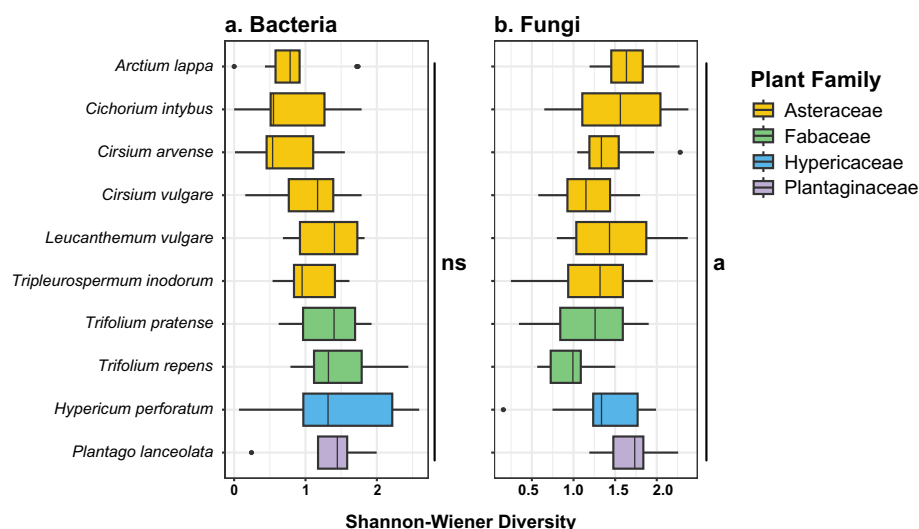 a. Bacteria
b. Fungi
Arctium lappa
Cichorium intybus
Cirsium arvense
Cirsium vulgare
Leucanthemum vulgare
Tripleurospermum inodorum
Trifolium pratense
Trifolium repens
Hypericum perforatum
Plantago lanceolata
ns
a
0 1 2
0.5 1.0 1.5 2.0
Shannon-Wiener Diversity
Plant Family
Asteraceae
Fabaceae
Hypericaceae
Plantaginaceae